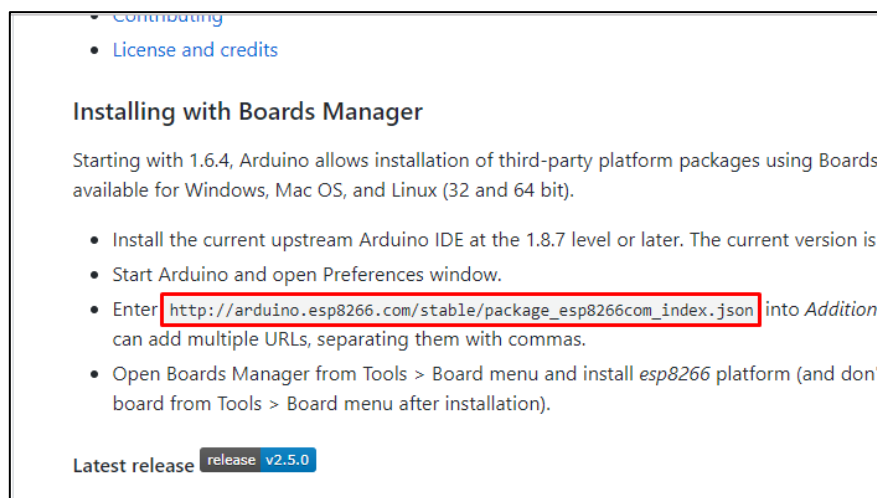 Contributing
License and credits
Installing with Boards Manager
Starting with 1.6.4, Arduino allows installation of third-party platform packages using Boards
available for Windows, Mac OS, and Linux (32 and 64 bit).
Install the current upstream Arduino IDE at the 1.8.7 level or later. The current version is
Start Arduino and open Preferences window.
Enter http://arduino.esp8266.com/stable/package_esp8266com_index.json into Addition
can add multiple URLs, separating them with commas.
Open Boards Manager from Tools > Board menu and install esp8266 platform (and don'
board from Tools > Board menu after installation).
Latest release release v2.5.0